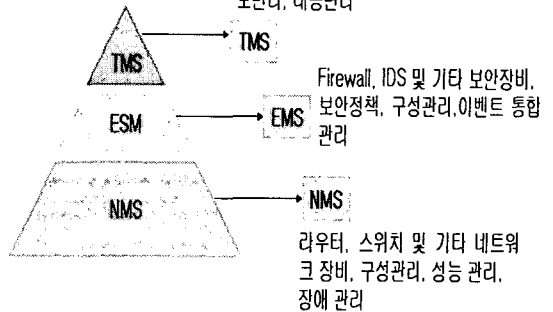 TMS
TMS
Firewall, IDS 및 기타 보안장비,
보안정책, 구성관리,이벤트 통합
관리
ESM
EMS
NMS
NMS
라우터, 스위치 및 기타 네트워
크 장비, 구성관리, 성능 관리,
장애 관리